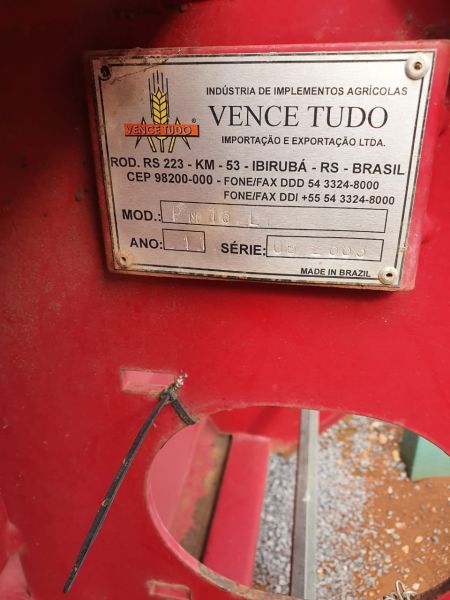 INDÚSTRIA DE IMPLEMENTOS AGRÍCOLAS
VENCE TUDO ®
VENCE TUDO
IMPORTAÇÃO E EXPORTAÇÃO LTDA.
ROD. RS 223 - KM - 53 - IBIRUBÁ - RS - BRASIL
CEP 98200-000 - FONE/FAX DDD 54 3324-8000
FONE/FAX DDI +55 54 3324-8000
MOD.:
ANO: 11 SÉRIE:
MADE IN BRAZIL